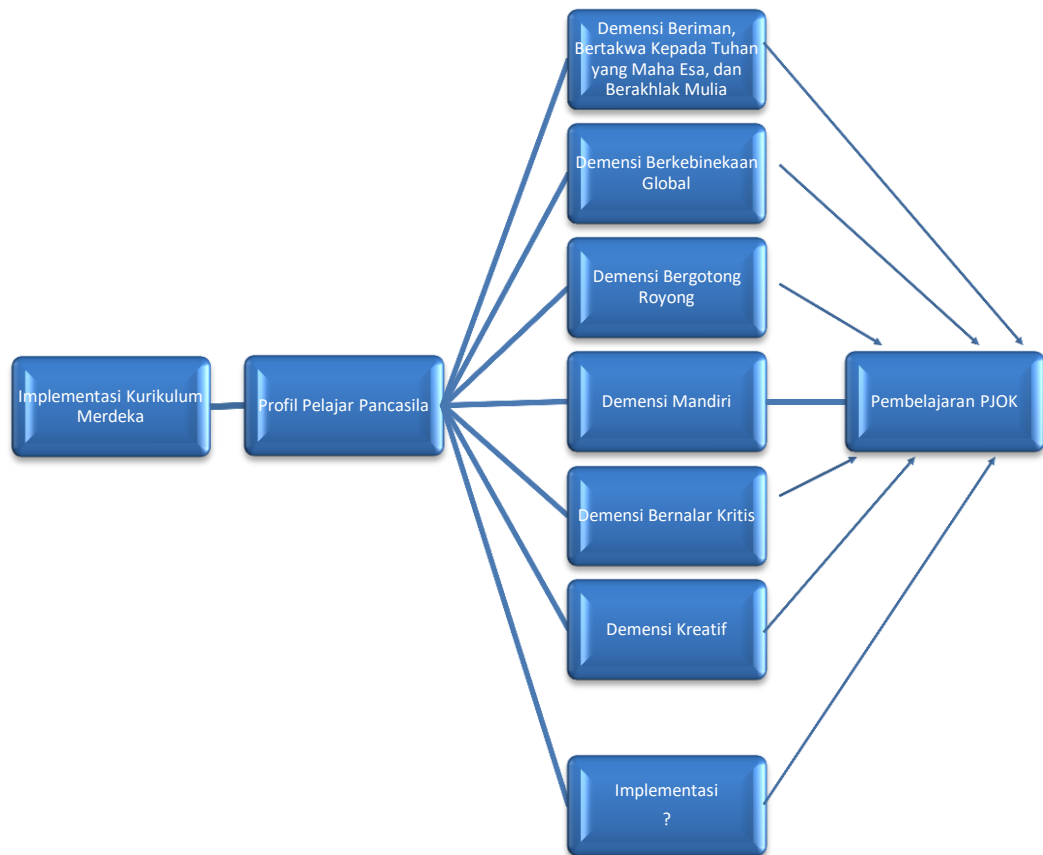 Implementasi Kurikulum
Merdeka
Profil Pelajar Pancasila
Demensi Beriman,
Bertakwa Kepada Tuhan
yang Maha Esa, dan
Berakhlak Mulia
Demensi Berkebinekaan
Global
Demensi Bergotong
Royong
Demensi Mandiri
Demensi Bernalar Kritis
Demensi Kreatif
Implementasi
?
Pembelajaran PJOK